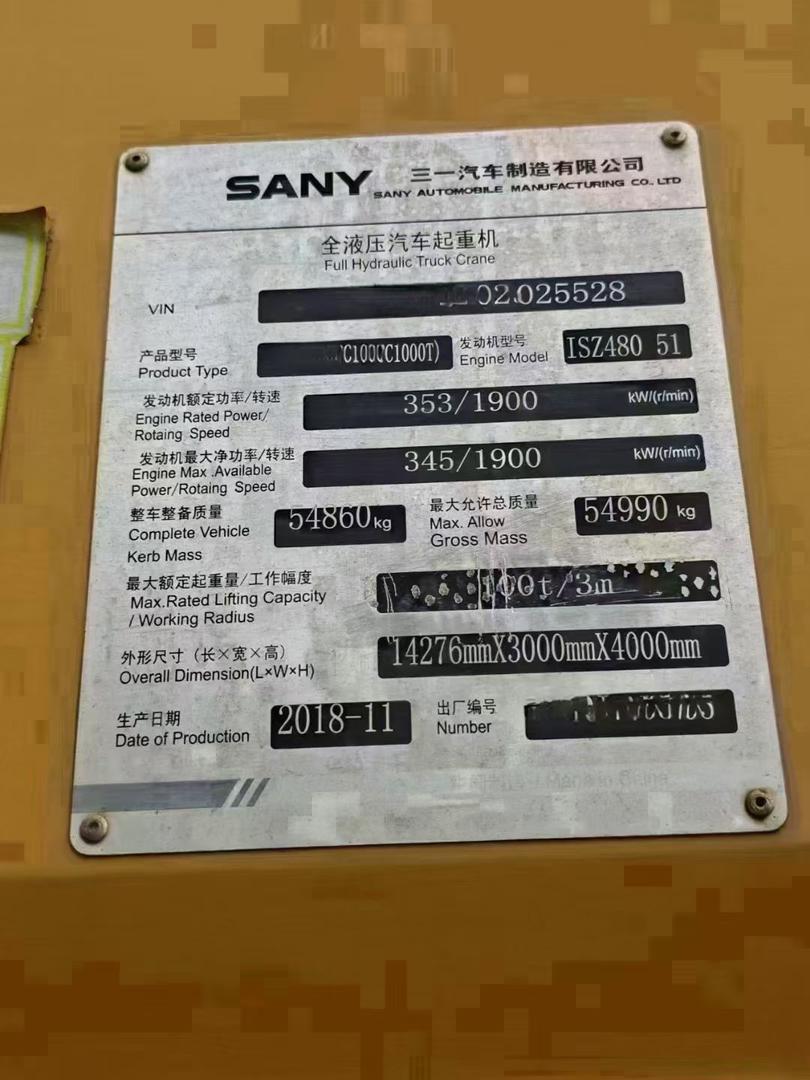 SANY 三一汽车制造有限公司
SANY AUTOMOBILE MANUFACTURING CO., LTD
全液压汽车起重机
Full Hydraulic Truck Crane
VIN 025528
产品型号
Product Type
发动机型号
Engine Model
ISZ480 51
发动机额定功率/转速
Engine Rated Power/
Rotaing Speed
353/1900 kW/(r/min)
发动机最大净功率/转速
Engine Max .Available
Power/Rotaing Speed
345/1900 kW/(r/min)
整车整备质量
Complete Vehicle
Kerb Mass
54860kg
最大允许总质量
Max. Allow
Gross Mass
54990 kg
最大额定起重量/工作幅度
Max.Rated Lifting Capacity
/ Working Radius
100t/3m
外形尺寸（长×宽×高）
Overall Dimension(L×W×H)
14276mmX3000mmX4000mm
生产日期
Date of Production
2018-11
出厂编号
Number